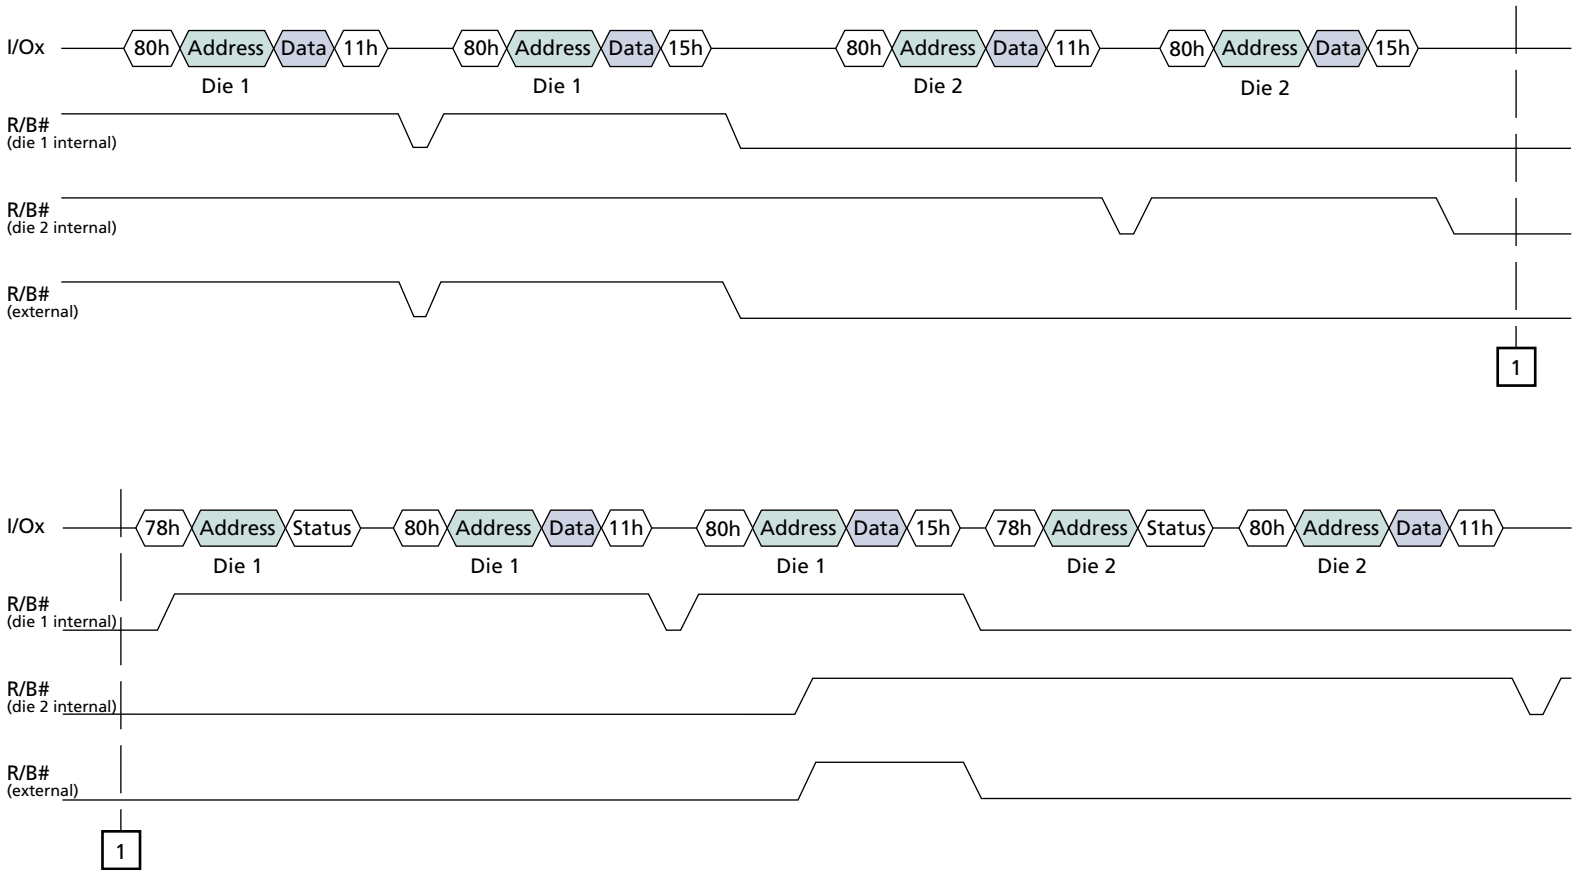 I/Ox 80h Address Data 11h 80h Address Data 15h 80h Address Data 11h 80h Address Data 15h
Die 1 Die 1 Die 2 Die 2
R/B#
(die 1 internal)
R/B#
(die 2 internal)
R/B#
(external)
1
I/Ox 78h Address Status 80h Address Data 11h 80h Address Data 15h 78h Address Status 80h Address Data 11h
Die 1 Die 1 Die 1 Die 2 Die 2
R/B#
(die 1 internal)
R/B#
(die 2 internal)
R/B#
(external)
1